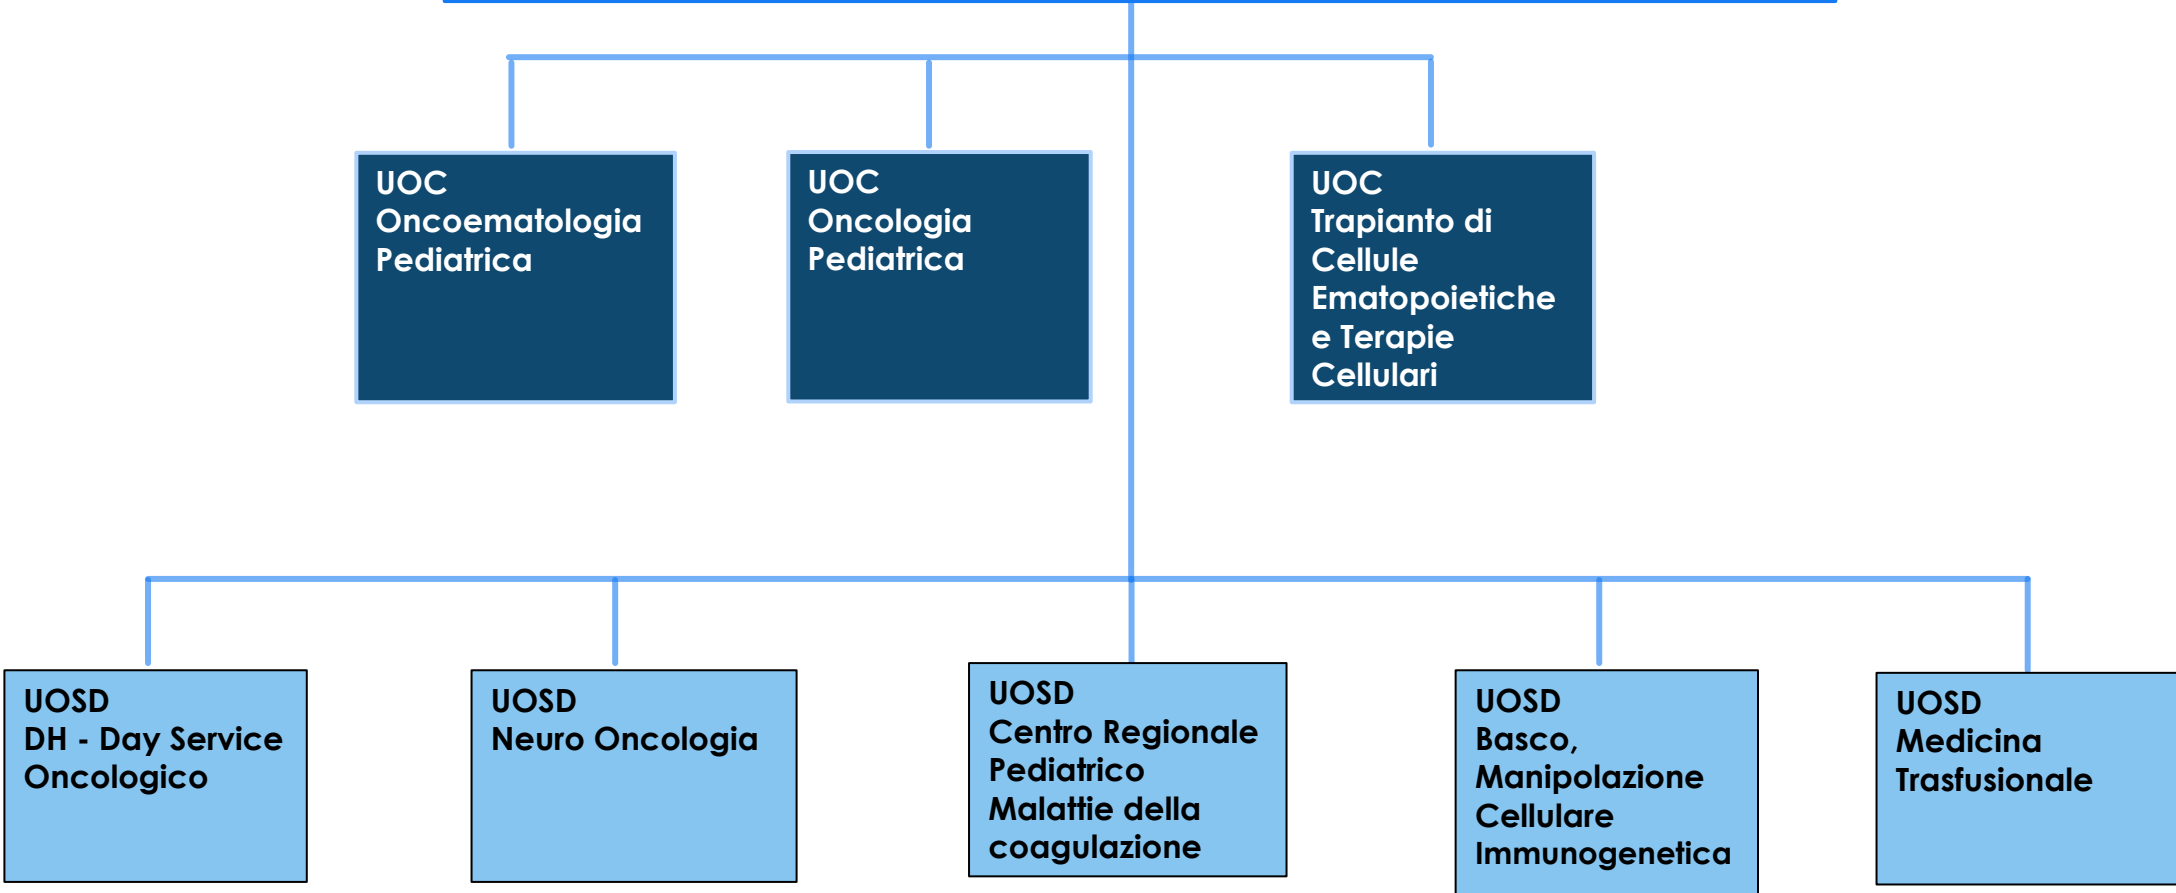 UOC
Oncoematologia
Pediatrica
UOC
Oncologia
Pediatrica
UOC
Trapianto di
Cellule
Ematopoietiche
e Terapie
Cellulari
UOSD
DH - Day Service
Oncologico
UOSD
Neuro Oncologia
UOSD
Centro Regionale
Pediatrico
Malattie della
coagulazione
UOSD
Basco,
Manipolazione
Cellulare
Immunogenetica
UOSD
Medicina
Trasfusionale